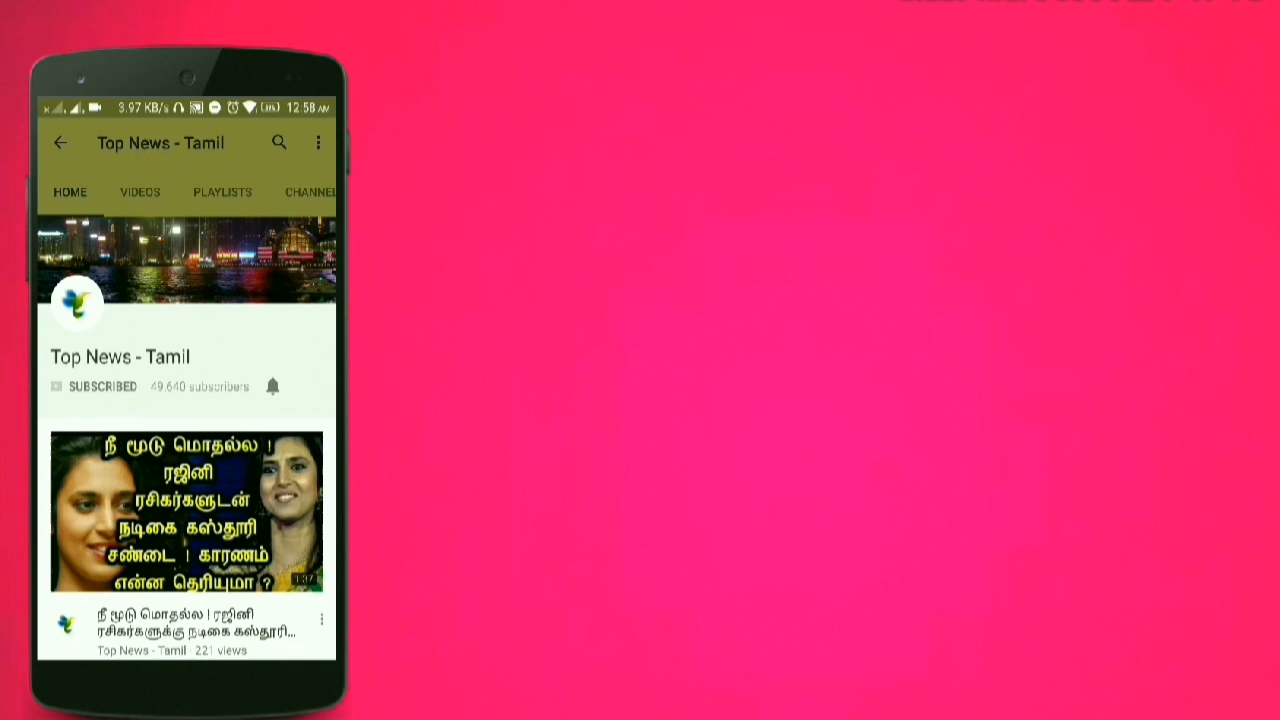 3.97 KB/s 12.58 AM
Top News - Tamil
HOME VIDEOS PLAYLISTS CHANNEL
Top News - Tamil
SUBSCRIBED 49,640 subscribers
நீ மூடு மொதல்ல !
ரஜினி
ரசிகர்களுடன்
நடிகை கஸ்தூரி
சண்டை ! காரணம்
என்ன தெரியுமா ?
நீ மூடு மொதல்ல ! ரஜினி
ரசிகர்களுக்கு நடிகை கஸ்தூரி...
Top News - Tamil · 221 views